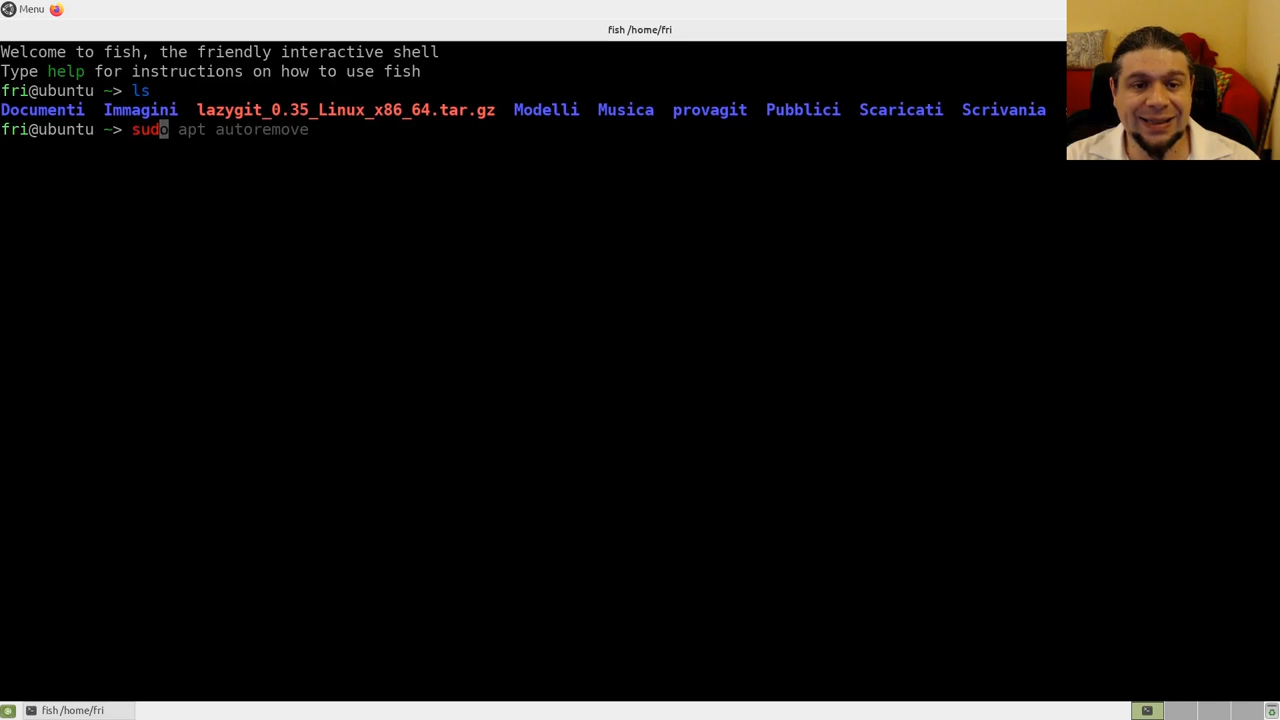 Menu
fish /home/fri
Welcome to fish, the friendly interactive shell
Type help for instructions on how to use fish
fri@ubuntu ~> ls
Documenti Immagini lazygit_0.35_Linux_x86_64.tar.gz Modelli Musica provagit Pubblici Scaricati Scrivania
fri@ubuntu ~> sudo apt autoremove
fish /home/fri